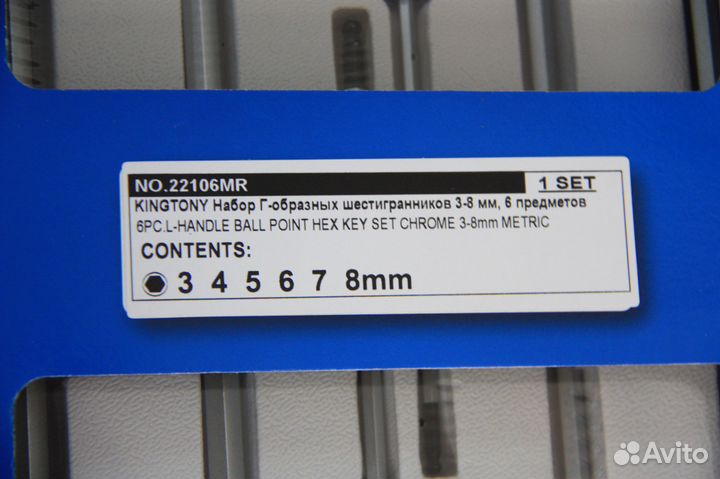 NO.22106MR 1 SET
KINGTONY Набор Г-образных шестигранников 3-8 мм, 6 предметов
6PC.L-HANDLE BALL POINT HEX KEY SET CHROME 3-8mm METRIC
CONTENTS:
3 4 5 6 7 8mm
Avito